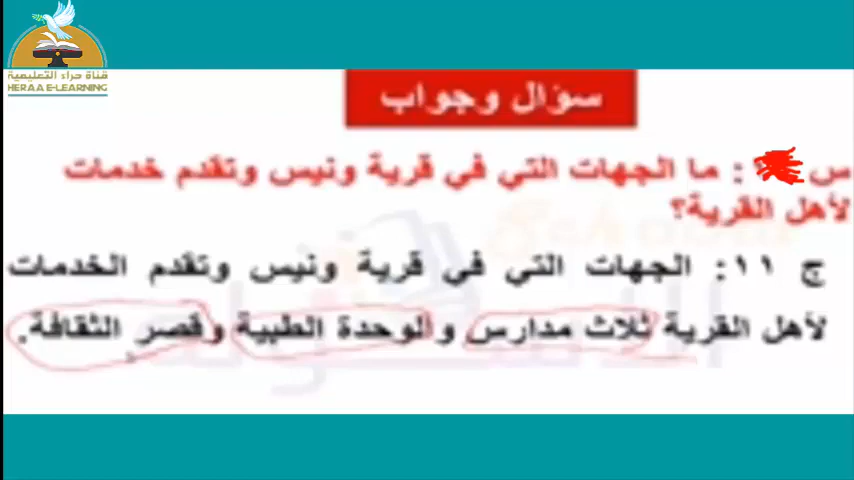 قناة حراء التعليمية
HERAA E-LEARNING
سؤال وجواب
س : ما الجهات التي في قرية ونيس وتقدم خدمات
لأهل القرية؟
ج ١١: الجهات التي في قرية ونيس وتقدم الخدمات
لأهل القرية ثلاث مدارس و الوحدة الطبية وقصر الثقافة.